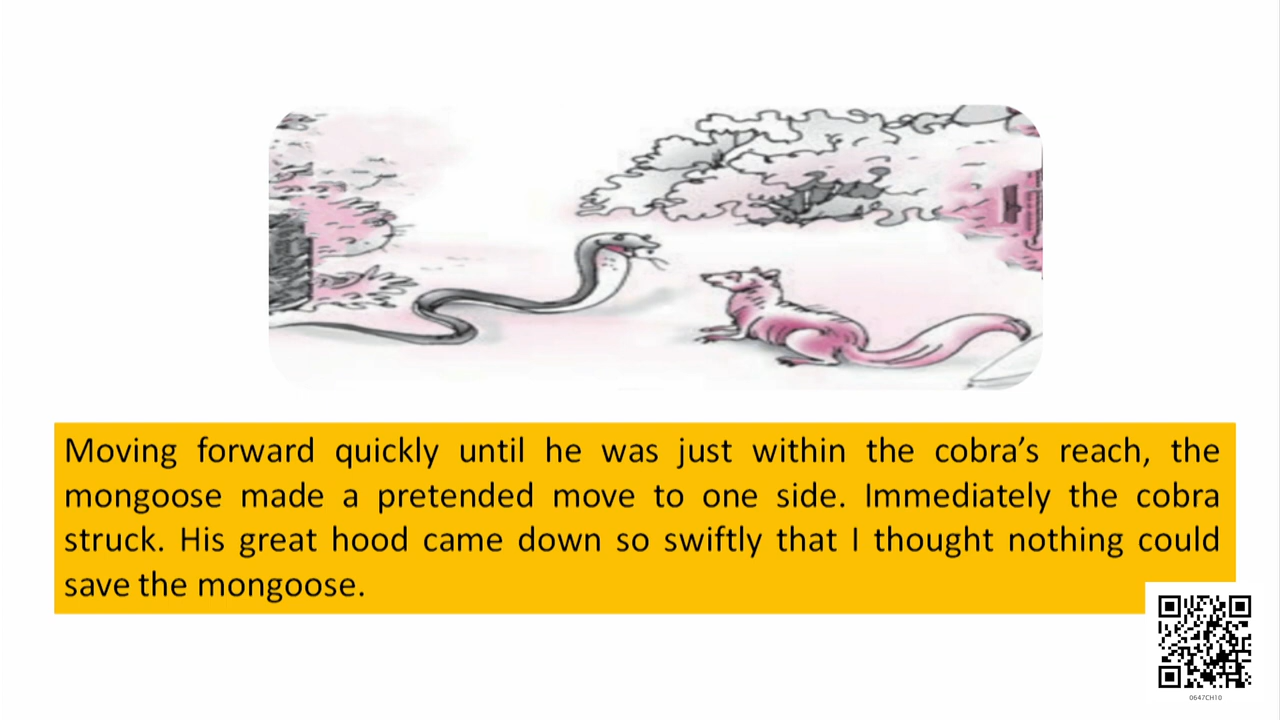 Moving forward quickly until he was just within the cobra’s reach, the
mongoose made a pretended move to one side. Immediately the cobra
struck. His great hood came down so swiftly that I thought nothing could
save the mongoose.
0647CH10